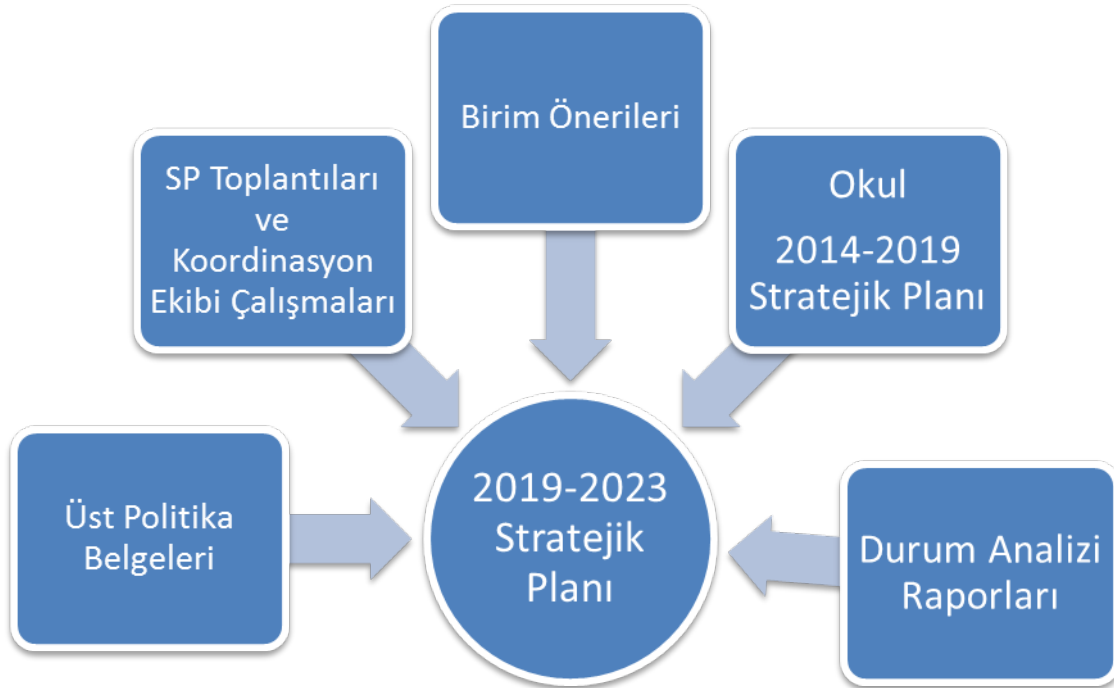 Birim Önerileri
SP Toplantıları
ve
Koordinasyon
Ekibi Çalışmaları
Okul
2014-2019
Stratejik Planı
Üst Politika
Belgeleri
2019-2023
Stratejik
Planı
Durum Analizi
Raporları